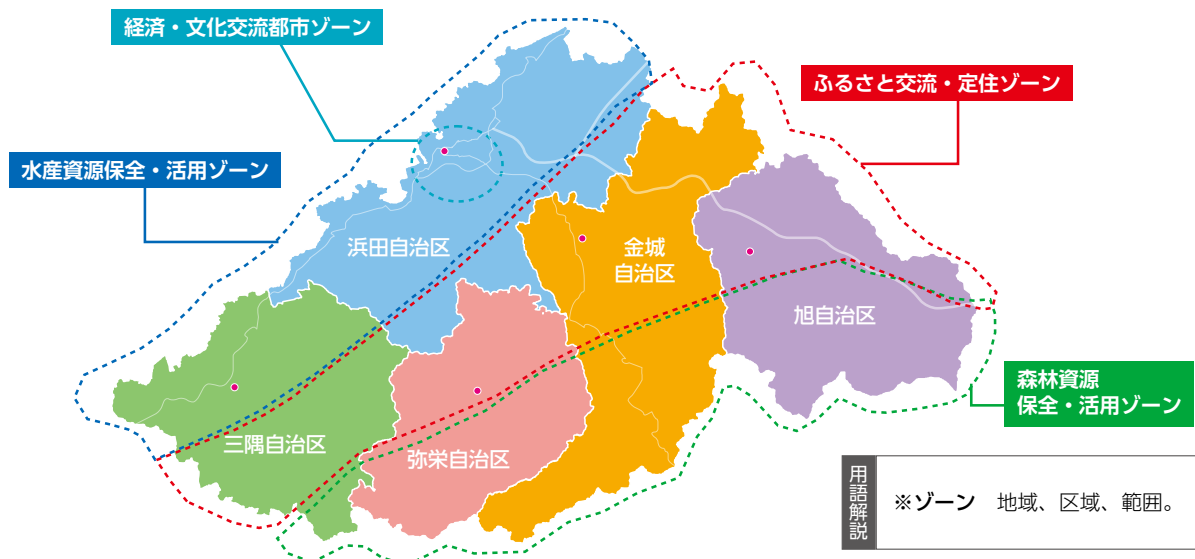 経済・文化交流都市ゾーン
ふるさと交流・定住ゾーン
水産資源保全・活用ゾーン
浜田自治区
金城
自治区
旭自治区
三隅自治区
弥栄自治区
森林資源
保全・活用ゾーン
用語解説
※ゾーン 地域、区域、範囲。